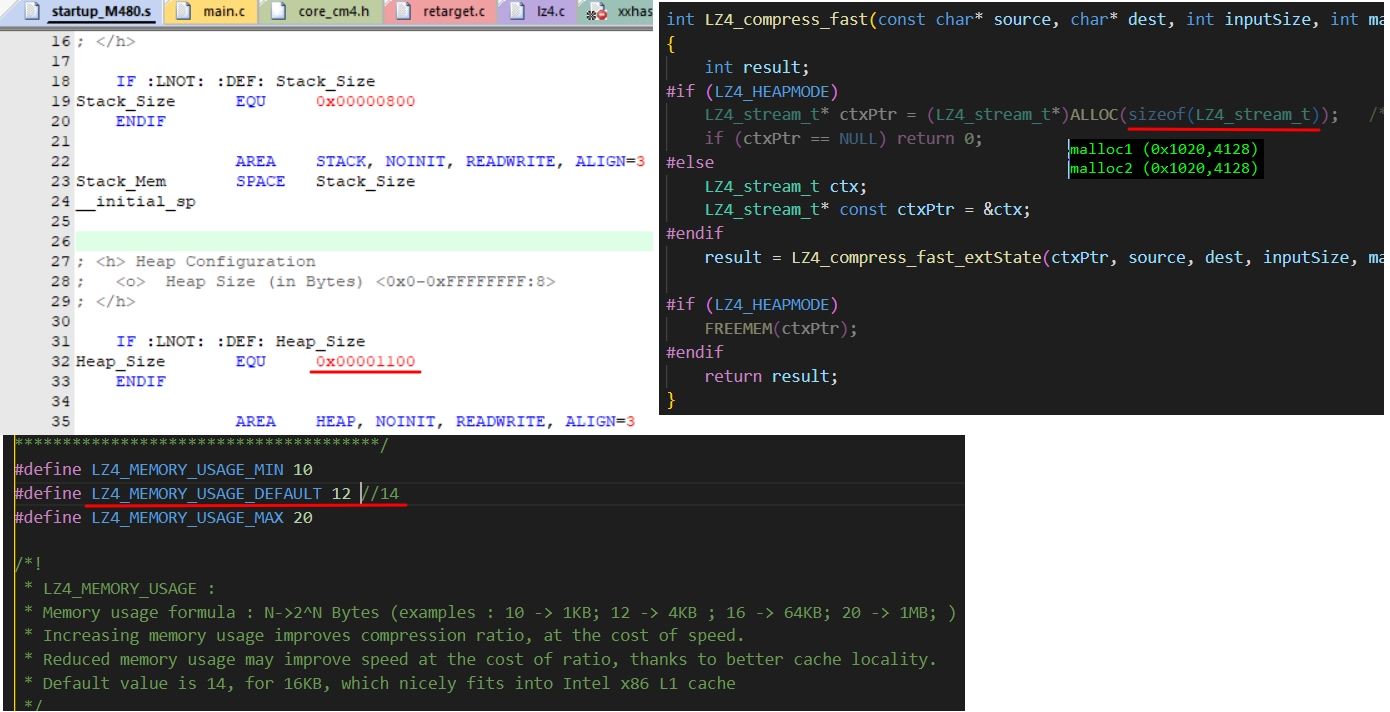 startup_M480.s main.c core_cm4.h retarget.c lz4.c xxhas
16 ; </h>
17
18 IF :LNOT: :DEF: Stack_Size
19 Stack_Size EQU 0x00000800
20 ENDIF
21
22 AREA STACK, NOINIT, READWRITE, ALIGN=3
23 Stack_Mem SPACE Stack_Size
24 __initial_sp
25
26
27 ; <h> Heap Configuration
28 ; <o> Heap Size (in Bytes) <0x0-0xFFFFFFFF:8>
29 ; </h>
30
31 IF :LNOT: :DEF: Heap_Size
32 Heap_Size EQU 0x00001100
33 ENDIF
34
35 AREA HEAP, NOINIT, READWRITE, ALIGN=3
int LZ4_compress_fast(const char* source, char* dest, int inputSize, int ma
{
int result;
#if (LZ4_HEAPMODE)
LZ4_stream_t* ctxPtr = (LZ4_stream_t*)ALLOC(sizeof(LZ4_stream_t)); /*
if (ctxPtr == NULL) return 0;
malloc1 (0x1020,4128)
malloc2 (0x1020,4128)
#else
LZ4_stream_t ctx;
LZ4_stream_t* const ctxPtr = &ctx;
#endif
result = LZ4_compress_fast_extState(ctxPtr, source, dest, inputSize, ma
#if (LZ4_HEAPMODE)
FREEMEM(ctxPtr);
#endif
return result;
}
************************************/
#define LZ4_MEMORY_USAGE_MIN 10
#define LZ4_MEMORY_USAGE_DEFAULT 12 //14
#define LZ4_MEMORY_USAGE_MAX 20
/*!
* LZ4_MEMORY_USAGE :
* Memory usage formula : N->2^N Bytes (examples : 10 -> 1KB; 12 -> 4KB ; 16 -> 64KB; 20 -> 1MB; )
* Increasing memory usage improves compression ratio, at the cost of speed.
* Reduced memory usage may improve speed at the cost of ratio, thanks to better cache locality.
* Default value is 14, for 16KB, which nicely fits into Intel x86 L1 cache
*/